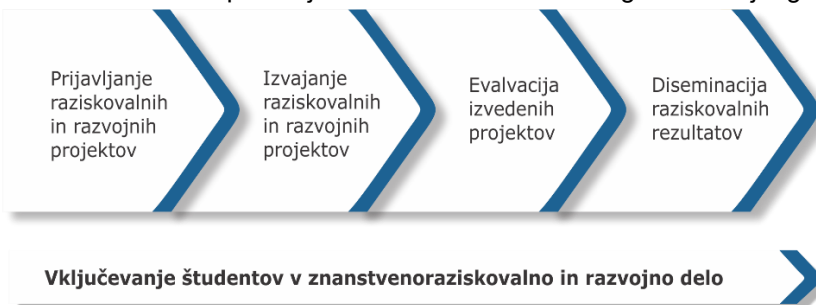 Prijavljanje
raziskovalnih
in razvojnih
projektov
Izvajanje
raziskovalnih
in razvojnih
projektov
Evalvacija
izvedenih
projektov
Diseminacija
raziskovalnih
rezultatov
Vključevanje študentov v znanstvenoraziskovalno in razvojno delo